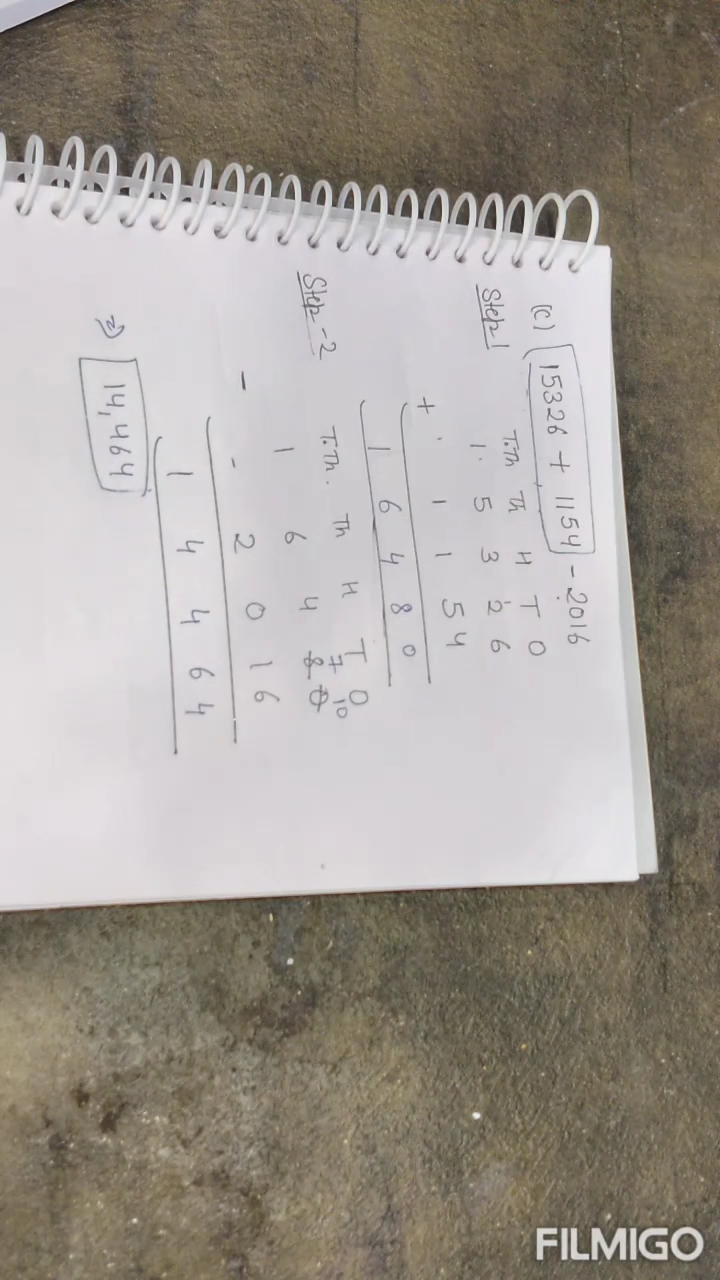 (c) 15326 + 1154 - 2016
Step 1
T.Th Th H T O
1 5 3 2 6
+ 1 1 5 4
1 6 4 8 0
Step -2
T.Th. Th H T O
7 10
1 6 4 8 0
- 2 0 1 6
1 4 4 6 4
⇒ 14,464
FILMIGO